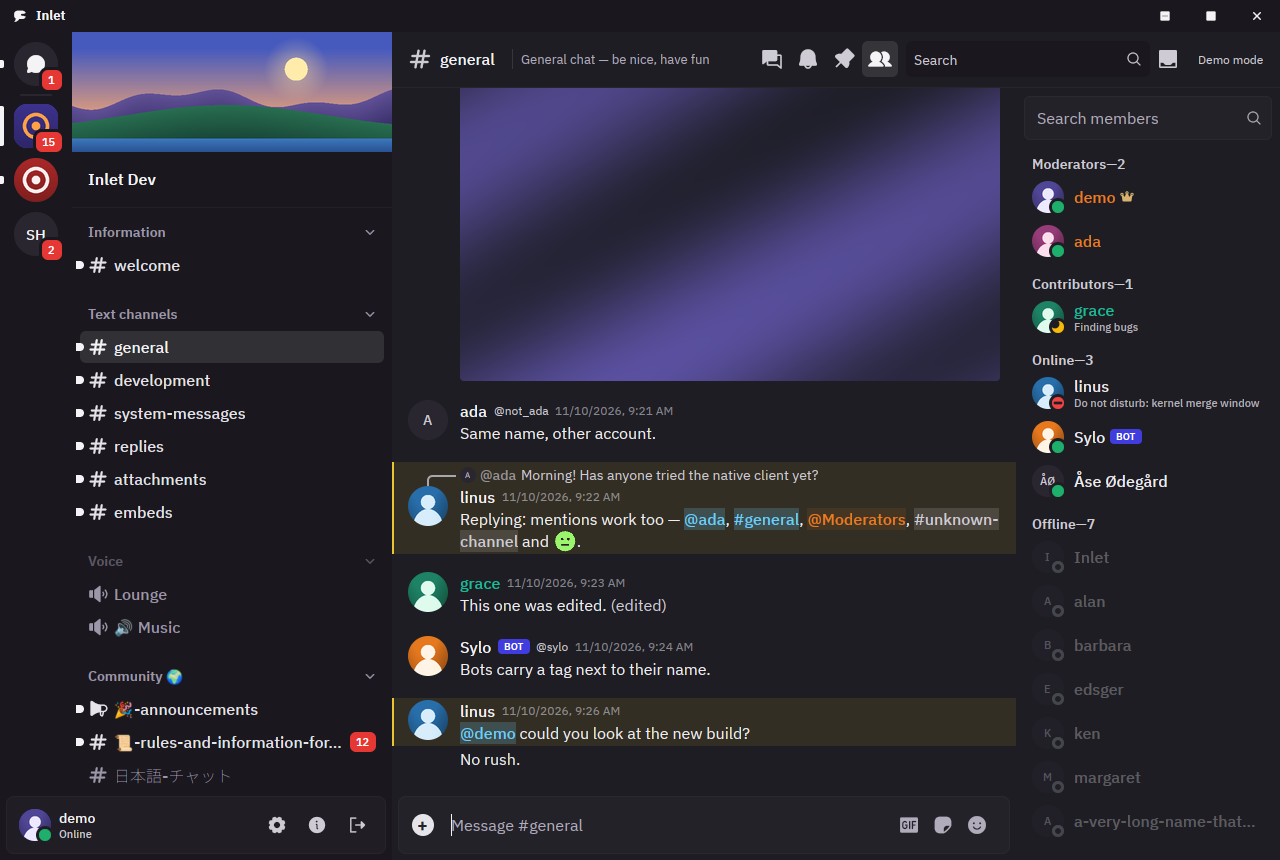 Inlet
1
15
SH
2
Inlet Dev
Information
welcome
Text channels
general
development
system-messages
replies
attachments
embeds
Voice
Lounge
🔊 Music
Community 🌍
🎉-announcements
📜-rules-and-information-for...
12
日本語-チャット
demo
Online
general
General chat — be nice, have fun
Search
Demo mode
A
ada @not_ada 11/10/2026, 9:21 AM
Same name, other account.
A @ada Morning! Has anyone tried the native client yet?
linus 11/10/2026, 9:22 AM
Replying: mentions work too — @ada, #general, @Moderators, #unknown-
channel and 😐.
grace 11/10/2026, 9:23 AM
This one was edited. (edited)
Sylo BOT @sylo 11/10/2026, 9:24 AM
Bots carry a tag next to their name.
linus 11/10/2026, 9:26 AM
@demo could you look at the new build?
No rush.
Message #general
GIF
Search members
Moderators—2
demo
ada
Contributors—1
grace
Finding bugs
Online—3
linus
Do not disturb: kernel merge window
Sylo BOT
ÅØ Åse Ødegård
Offline—7
I Inlet
A alan
B barbara
E edsger
K ken
M margaret
A a-very-long-name-that...